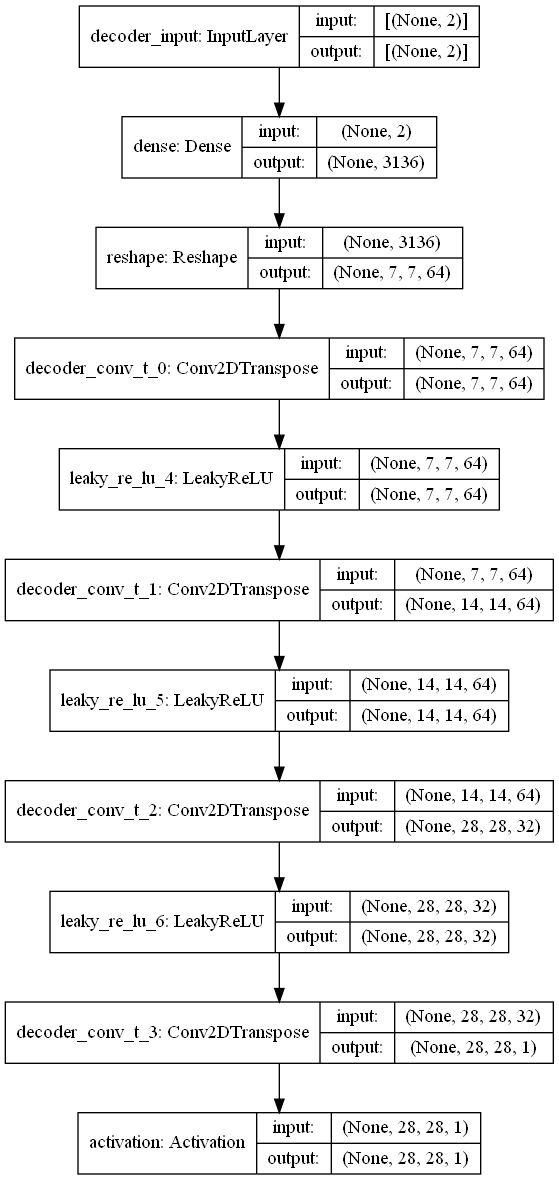 decoder_input: InputLayer
input: [(None, 2)]
output: [(None, 2)]
dense: Dense
input: (None, 2)
output: (None, 3136)
reshape: Reshape
input: (None, 3136)
output: (None, 7, 7, 64)
decoder_conv_t_0: Conv2DTranspose
input: (None, 7, 7, 64)
output: (None, 7, 7, 64)
leaky_re_lu_4: LeakyReLU
input: (None, 7, 7, 64)
output: (None, 7, 7, 64)
decoder_conv_t_1: Conv2DTranspose
input: (None, 7, 7, 64)
output: (None, 14, 14, 64)
leaky_re_lu_5: LeakyReLU
input: (None, 14, 14, 64)
output: (None, 14, 14, 64)
decoder_conv_t_2: Conv2DTranspose
input: (None, 14, 14, 64)
output: (None, 28, 28, 32)
leaky_re_lu_6: LeakyReLU
input: (None, 28, 28, 32)
output: (None, 28, 28, 32)
decoder_conv_t_3: Conv2DTranspose
input: (None, 28, 28, 32)
output: (None, 28, 28, 1)
activation: Activation
input: (None, 28, 28, 1)
output: (None, 28, 28, 1)